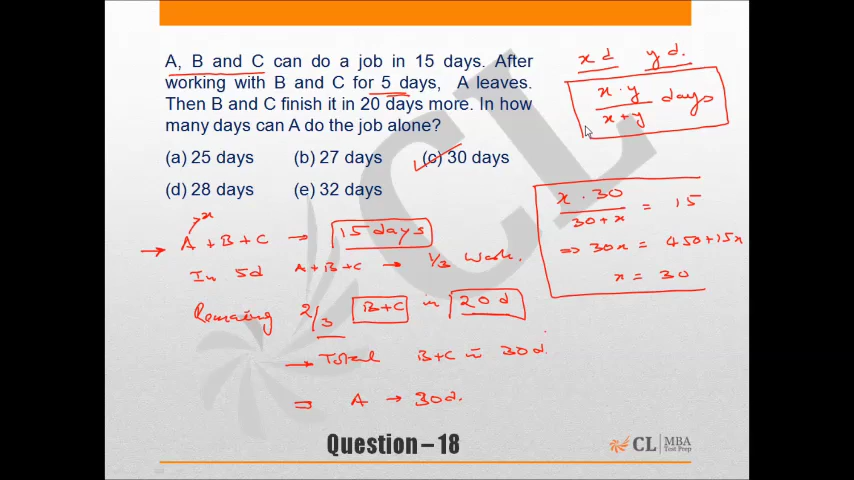 A, B and C can do a job in 15 days. After
working with B and C for 5 days, A leaves.
Then B and C finish it in 20 days more. In how
many days can A do the job alone?
(a) 25 days (b) 27 days (c) 30 days
(d) 28 days (e) 32 days
x d y d.
x . y / x + y days
x . 30 / 30 + x = 15
⇒ 30x = 450 + 15x
x = 30
x
→ A + B + C → 15 days
In 5d A + B + C → 1/3 Work.
Remaining 2/3 B+C in 20 d
→ Total B+C = 30d.
⇒ A → 30d.
Question – 18
CL MBA
Test Prep